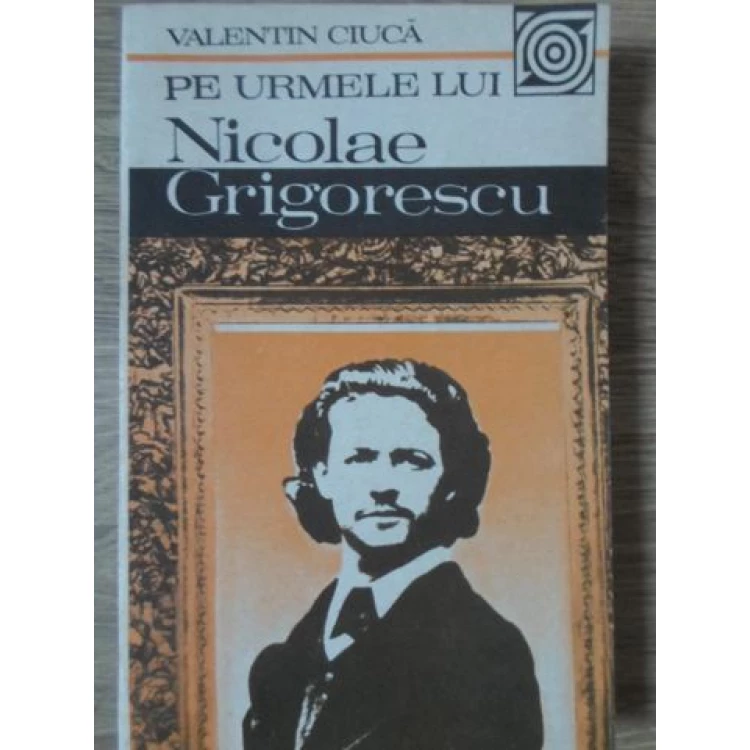 VALENTIN CIUCĂ
PE URMELE LUI
Nicolae
Grigorescu